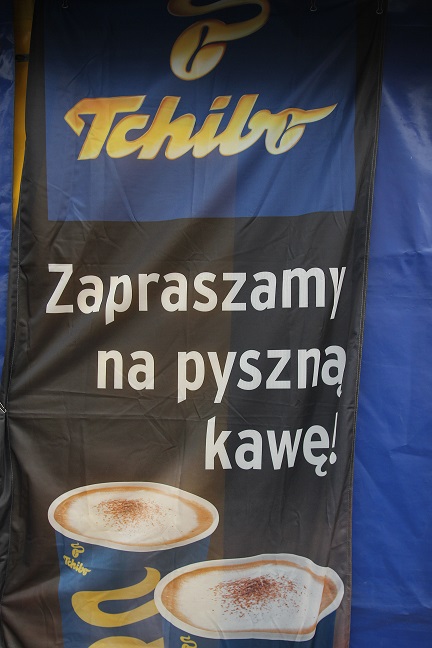 Tchibo
Zapraszamy
na pyszną
kawę!
Tchibo